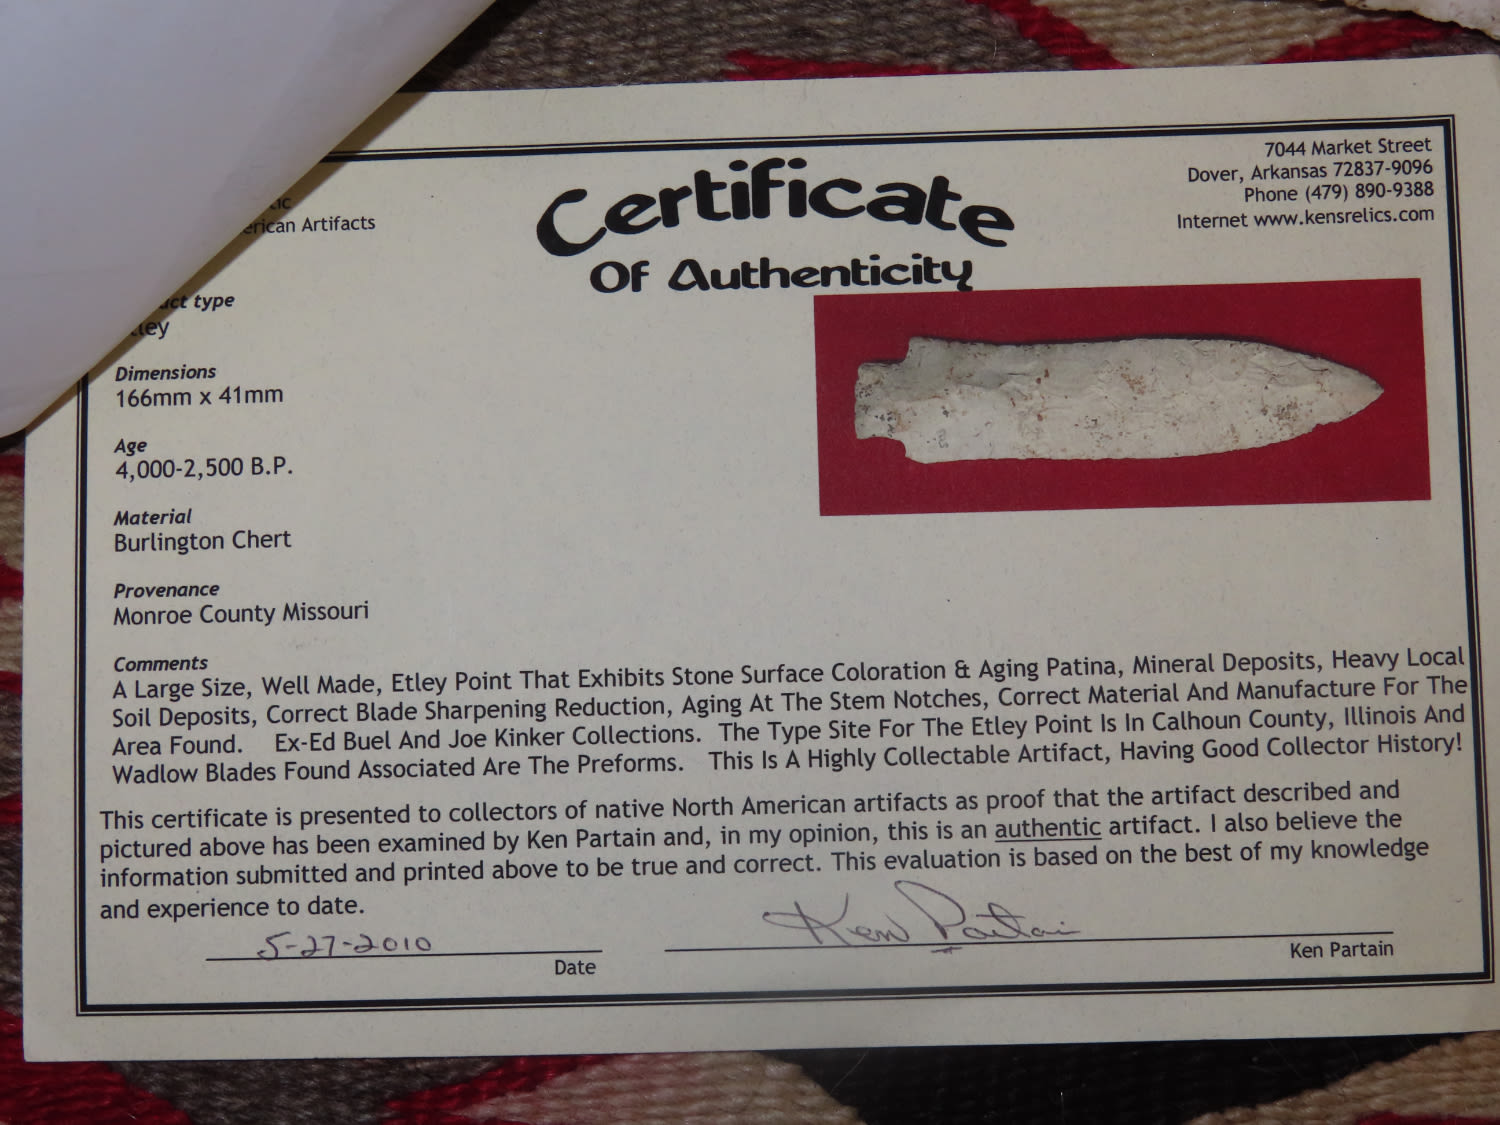 7044 Market Street
Dover, Arkansas 72837-9096
Phone (479) 890-9388
Internet www.kensrelics.com
Artifacts
Certificate
Of Authenticity
type
Dimensions
166mm x 41mm
Age
4,000-2,500 B.P.
Material
Burlington Chert
Provenance
Monroe County Missouri
Comments
A Large Size, Well Made, Etley Point That Exhibits Stone Surface Coloration & Aging Patina, Mineral Deposits, Heavy Local
Soil Deposits, Correct Blade Sharpening Reduction, Aging At The Stem Notches, Correct Material And Manufacture For The
Area Found. Ex-Ed Buel And Joe Kinker Collections. The Type Site For The Etley Point Is In Calhoun County, Illinois And
Wadlow Blades Found Associated Are The Preforms. This Is A Highly Collectable Artifact, Having Good Collector History!
This certificate is presented to collectors of native North American artifacts as proof that the artifact described and
pictured above has been examined by Ken Partain and, in my opinion, this is an authentic artifact. I also believe the
information submitted and printed above to be true and correct. This evaluation is based on the best of my knowledge
and experience to date.
5-27-2010
Ken Partain
Date
Ken Partain